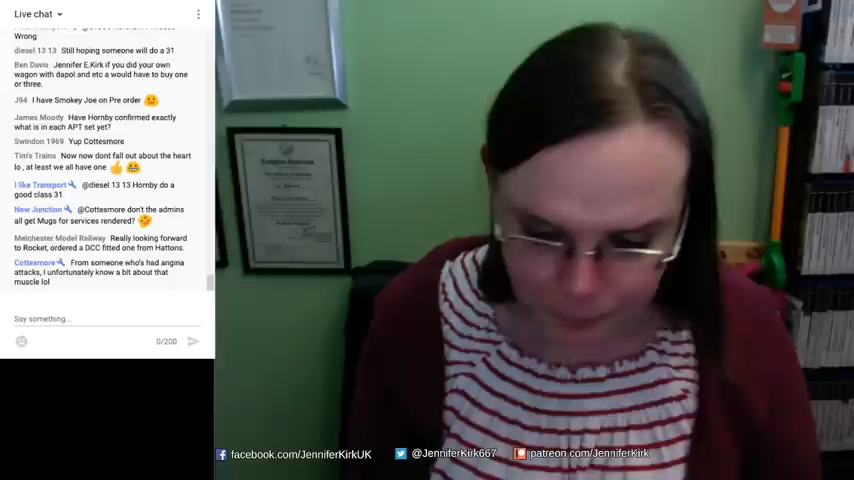 Live chat
Wrong
diesel 13 13 Still hoping someone will do a 31
Ben Davis Jennifer E.Kirk if you did your own
wagon with dapol and etc a would have to buy one
or three.
J94 I have Smokey Joe on Pre order
James Moody Have Hornby confirmed exactly
what is in each APT set yet?
Swindon 1969 Yup Cottesmore
Tim's Trains Now now dont fall out about the heart
lo , at least we all have one
I like Transport @diesel 13 13 Hornby do a
good class 31
New Junction @Cottesmore don't the admins
all get Mugs for services rendered?
Melchester Model Railway Really looking forward
to Rocket, ordered a DCC fitted one from Hattons.
Cottesmore From someone who's had angina
attacks, I unfortunately know a bit about that
muscle lol
Say something...
0/200
facebook.com/JenniferKirkUK
@JenniferKirk667
patreon.com/JenniferKirk